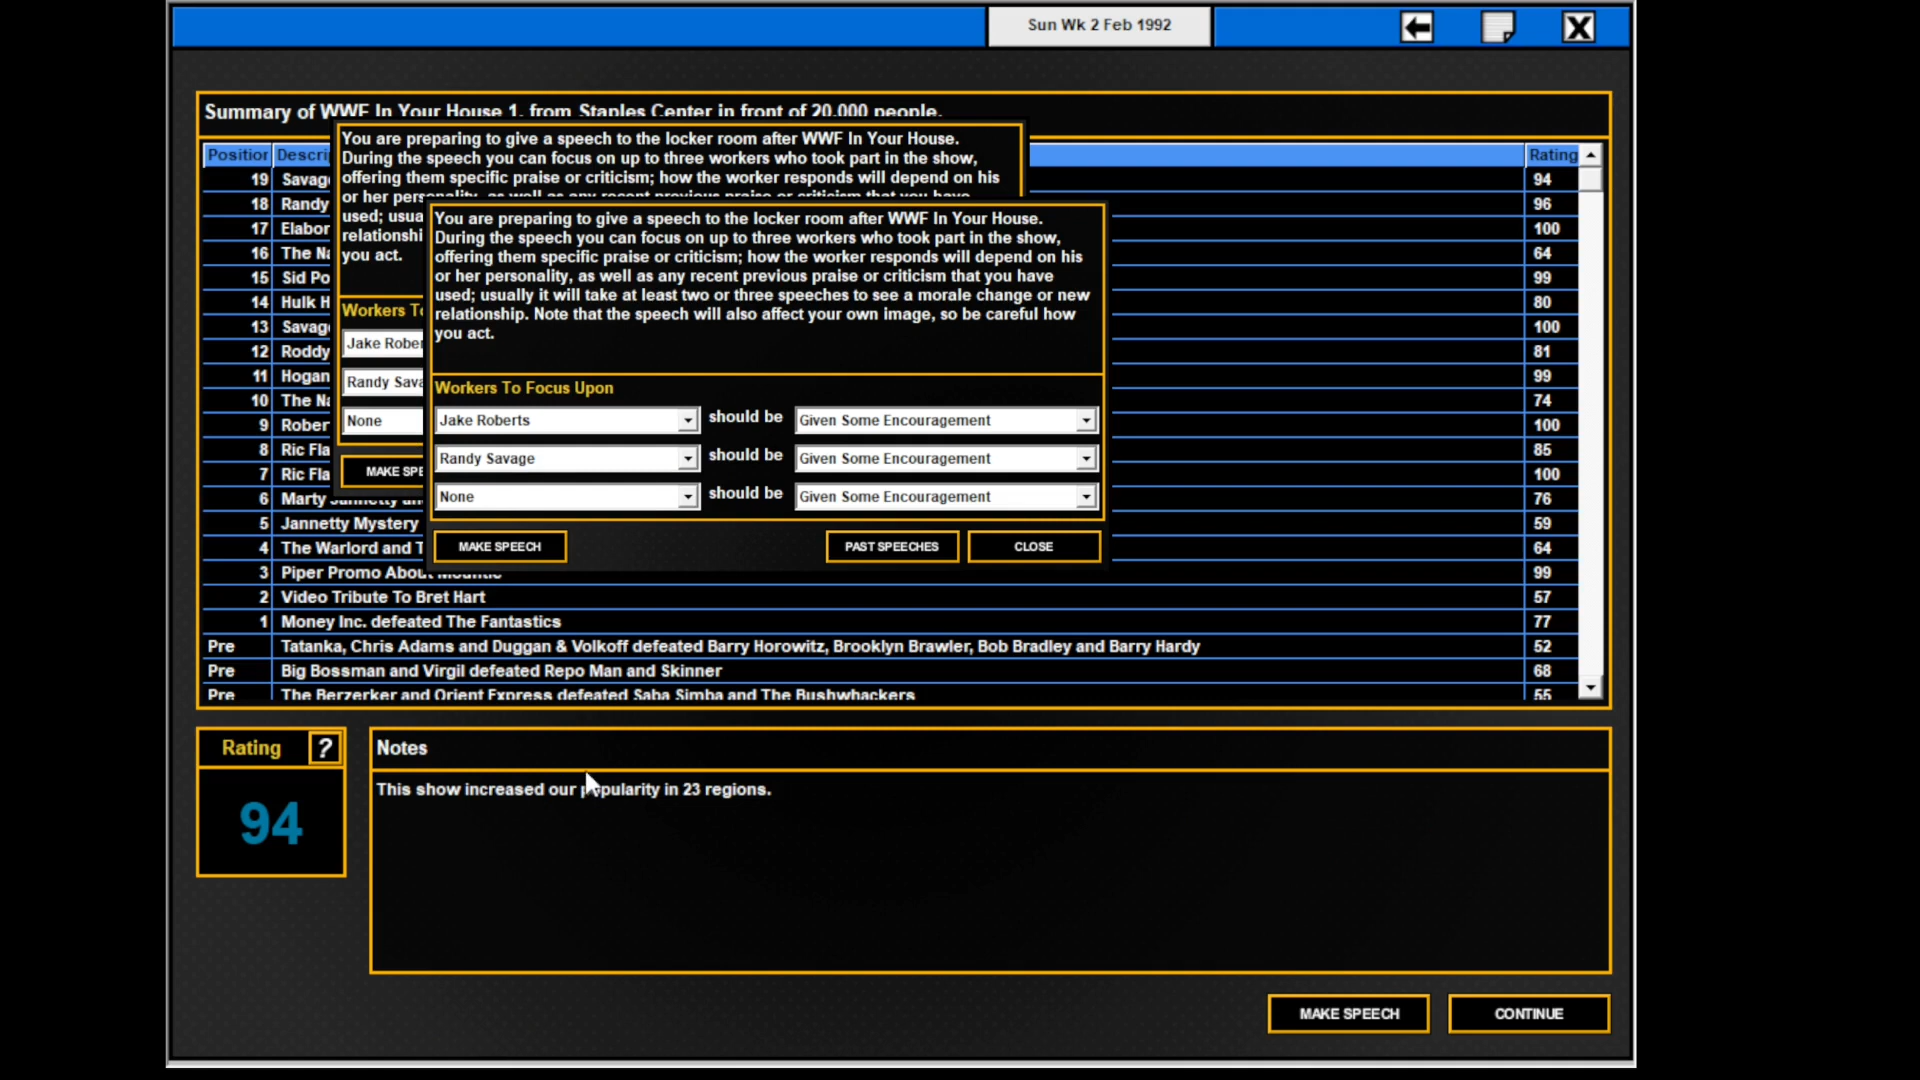 Sun Wk 2 Feb 1992
Summary of WWF In Your House 1, from Staples Center in front of 20,000 people.
Position Rating
19 94
18 Randy 96
17 100
16 The 64
15 Sid 99
14 Hulk 80
13 100
12 Roddy 81
11 Hogan 99
10 The 74
9 100
8 Ric 85
7 Ric 100
6 Marty 76
5 Jannetty Mystery 59
4 The Warlord and 64
3 Piper Promo About 99
2 Video Tribute To Bret Hart 57
1 Money Inc. defeated The Fantastics 77
Pre Tatanka, Chris Adams and Duggan & Volkoff defeated Barry Horowitz, Brooklyn Brawler, Bob Bradley and Barry Hardy 52
Pre Big Bossman and Virgil defeated Repo Man and Skinner 68
Pre The Berzerker and Orient Express defeated Saba Simba and The Bushwhackers 55
You are preparing to give a speech to the locker room after WWF In Your House.
During the speech you can focus on up to three workers who took part in the show,
offering them specific praise or criticism; how the worker responds will depend on his
or her
used;
you act.
Workers
Jake
Randy
None
MAKE
You are preparing to give a speech to the locker room after WWF In Your House.
During the speech you can focus on up to three workers who took part in the show,
offering them specific praise or criticism; how the worker responds will depend on his
or her personality, as well as any recent previous praise or criticism that you have
used; usually it will take at least two or three speeches to see a morale change or new
relationship. Note that the speech will also affect your own image, so be careful how
you act.
Workers To Focus Upon
Jake Roberts should be Given Some Encouragement
Randy Savage should be Given Some Encouragement
None should be Given Some Encouragement
MAKE SPEECH PAST SPEECHES CLOSE
Rating ?
94
Notes
This show increased our popularity in 23 regions.
MAKE SPEECH CONTINUE